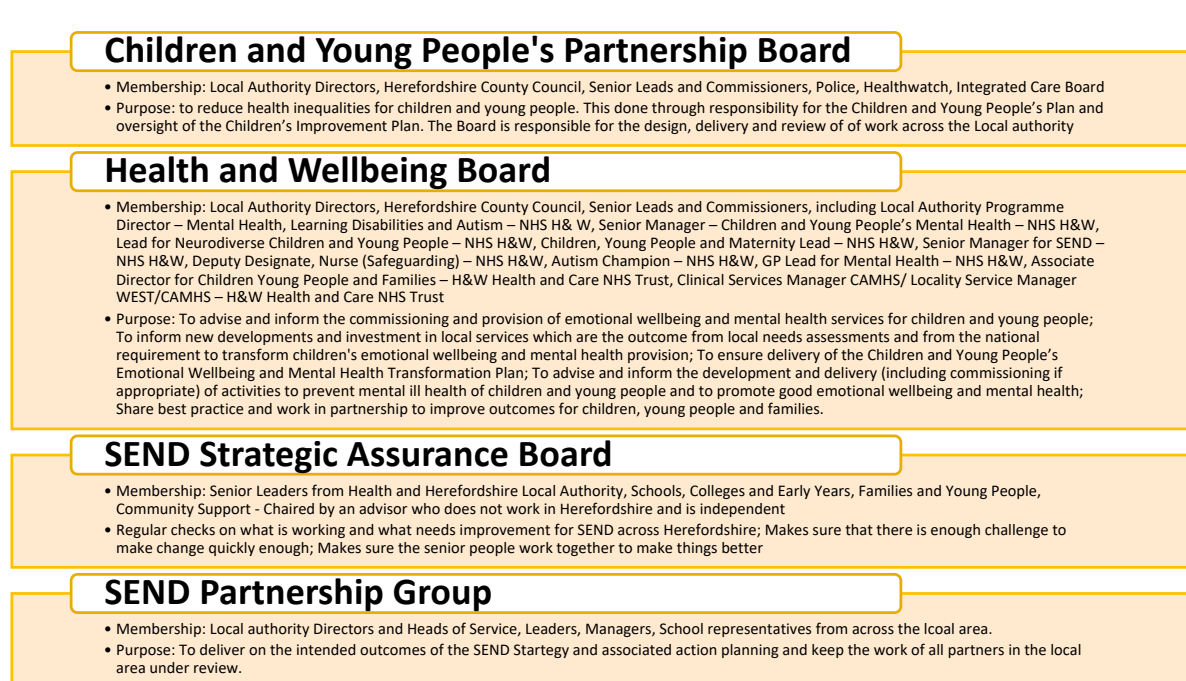 Children and Young People's Partnership Board
• Membership: Local Authority Directors, Herefordshire County Council, Senior Leads and Commissioners, Police, Healthwatch, Integrated Care Board
• Purpose: to reduce health inequalities for children and young people. This done through responsibility for the Children and Young People's Plan and
oversight of the Children's Improvement Plan. The Board is responsible for the design, delivery and review of of work across the Local authority
Health and Wellbeing Board
• Membership: Local Authority Directors, Herefordshire County Council, Senior Leads and Commissioners, including Local Authority Programme
Director – Mental Health, Learning Disabilities and Autism – NHS H& W, Senior Manager – Children and Young People's Mental Health – NHS H&W,
Lead for Neurodiverse Children and Young People – NHS H&W, Children, Young People and Maternity Lead – NHS H&W, Senior Manager for SEND –
NHS H&W, Deputy Designate, Nurse (Safeguarding) – NHS H&W, Autism Champion – NHS H&W, GP Lead for Mental Health – NHS H&W, Associate
Director for Children Young People and Families – H&W Health and Care NHS Trust, Clinical Services Manager CAMHS/ Locality Service Manager
WEST/CAMHS – H&W Health and Care NHS Trust
• Purpose: To advise and inform the commissioning and provision of emotional wellbeing and mental health services for children and young people;
To inform new developments and investment in local services which are the outcome from local needs assessments and from the national
requirement to transform children's emotional wellbeing and mental health provision; To ensure delivery of the Children and Young People's
Emotional Wellbeing and Mental Health Transformation Plan; To advise and inform the development and delivery (including commissioning if
appropriate) of activities to prevent mental ill health of children and young people and to promote good emotional wellbeing and mental health;
Share best practice and work in partnership to improve outcomes for children, young people and families.
SEND Strategic Assurance Board
• Membership: Senior Leaders from Health and Herefordshire Local Authority, Schools, Colleges and Early Years, Families and Young People,
Community Support - Chaired by an advisor who does not work in Herefordshire and is independent
• Regular checks on what is working and what needs improvement for SEND across Herefordshire; Makes sure that there is enough challenge to
make change quickly enough; Makes sure the senior people work together to make things better
SEND Partnership Group
• Membership: Local authority Directors and Heads of Service, Leaders, Managers, School representatives from across the lcoal area.
• Purpose: To deliver on the intended outcomes of the SEND Startegy and associated action planning and keep the work of all partners in the local
area under review.